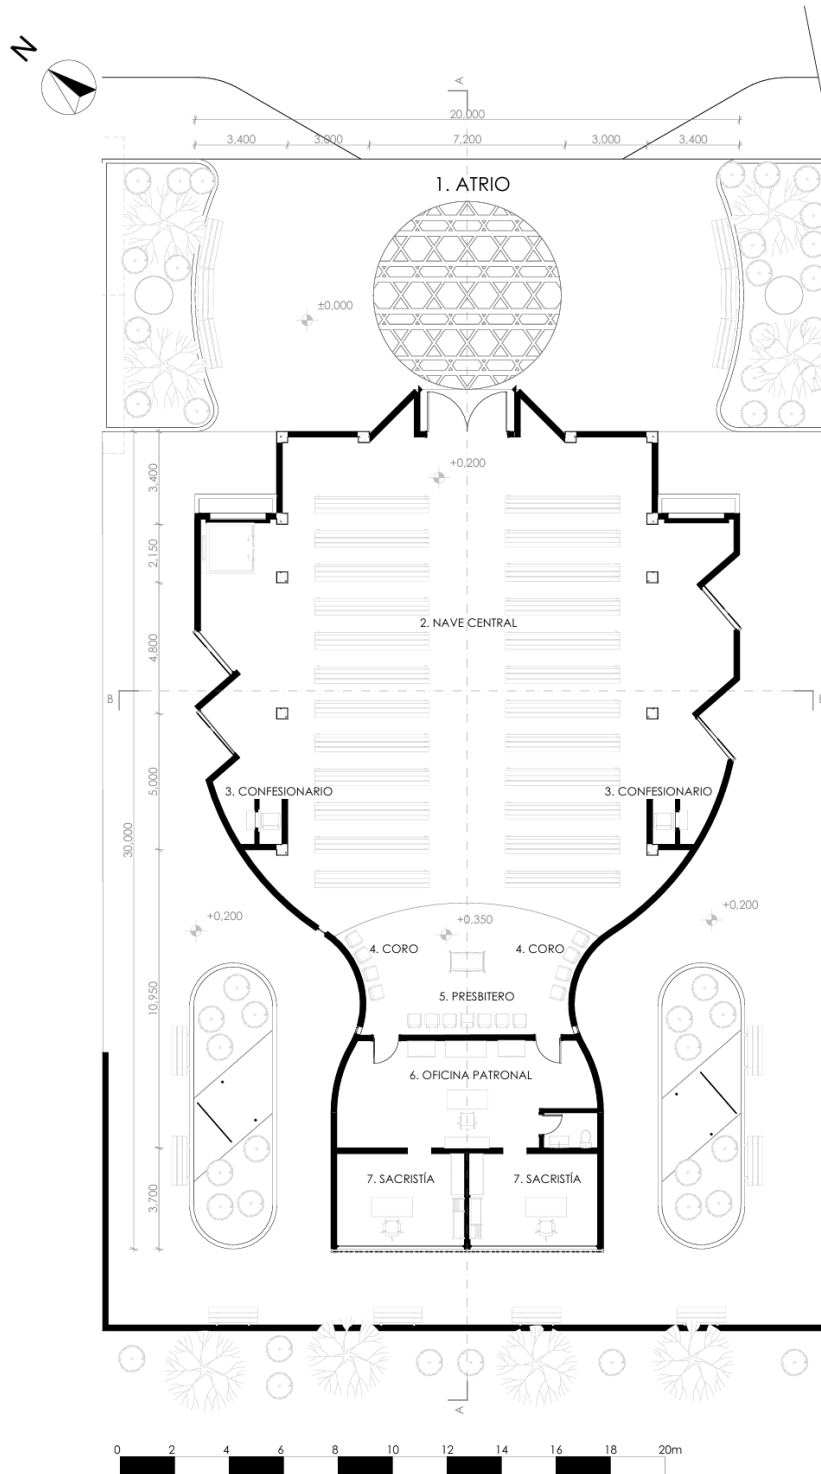 N
A
20,000
3,400
3,000
7,200
3,000
3,400
1. ATRIO
±0,000
+0,200
3,400
2,150
4,800
5,000
10,950
3,700
30,000
2. NAVE CENTRAL
B
B
3. CONFESIONARIO
3. CONFESIONARIO
+0,200
+0,350
+0,200
4. CORO
4. CORO
5. PRESBITERO
6. OFICINA PATRONAL
7. SACRISTÍA
7. SACRISTÍA
A
0 2 4 6 8 10 12 14 16 18 20m